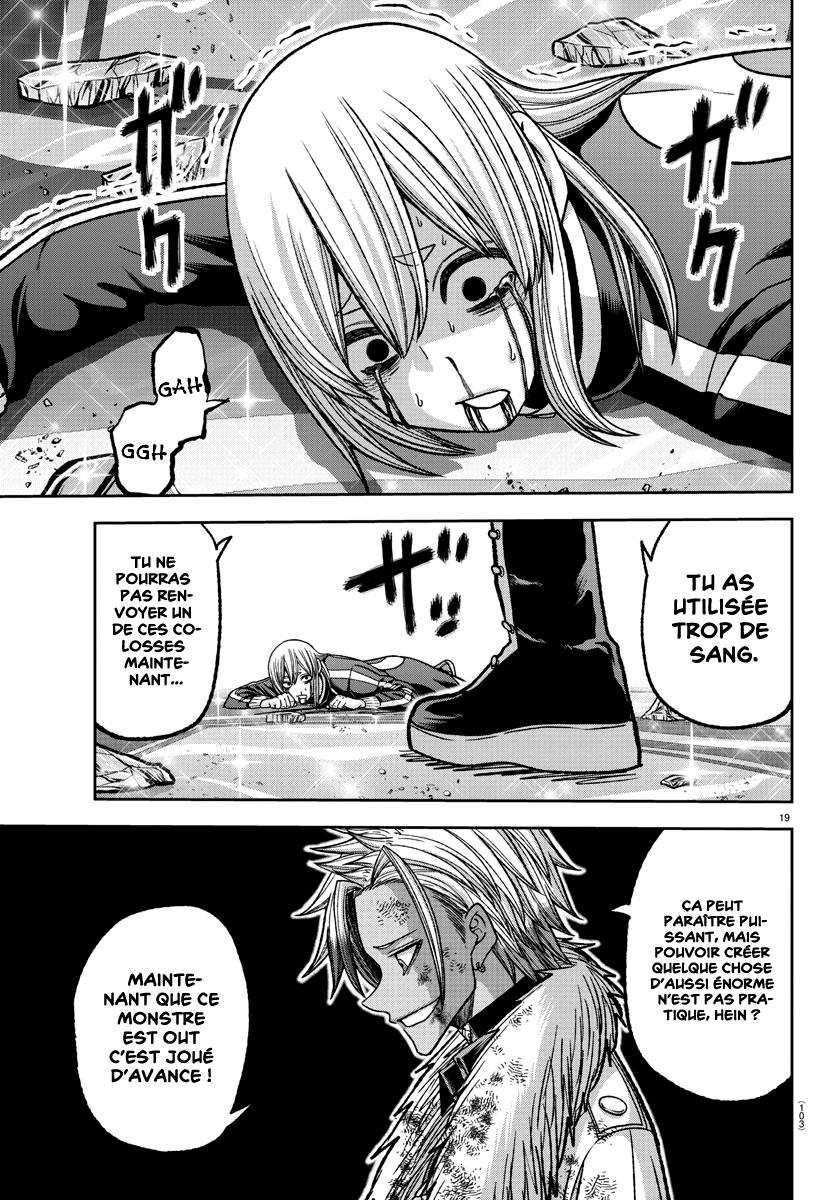 ガク
ガク
GAH
GGH
ザッ
TU AS
UTILISÉE
TROP DE
SANG.
TU NE
POURRAS
PAS REN-
VOYER UN
DE CES CO-
LOSSES
MAINTE-
NANT...
19
ÇA PEUT
PARAÎTRE PUI-
SSANT, MAIS
POUVOIR CRÉER
QUELQUE CHOSE
D'AUSSI ÉNORME
N'EST PAS PRA-
TIQUE, HEIN ?
MAINTE-
NANT QUE CE
MONSTRE
EST OUT
C'EST JOUÉ
D'AVANCE !
(103)